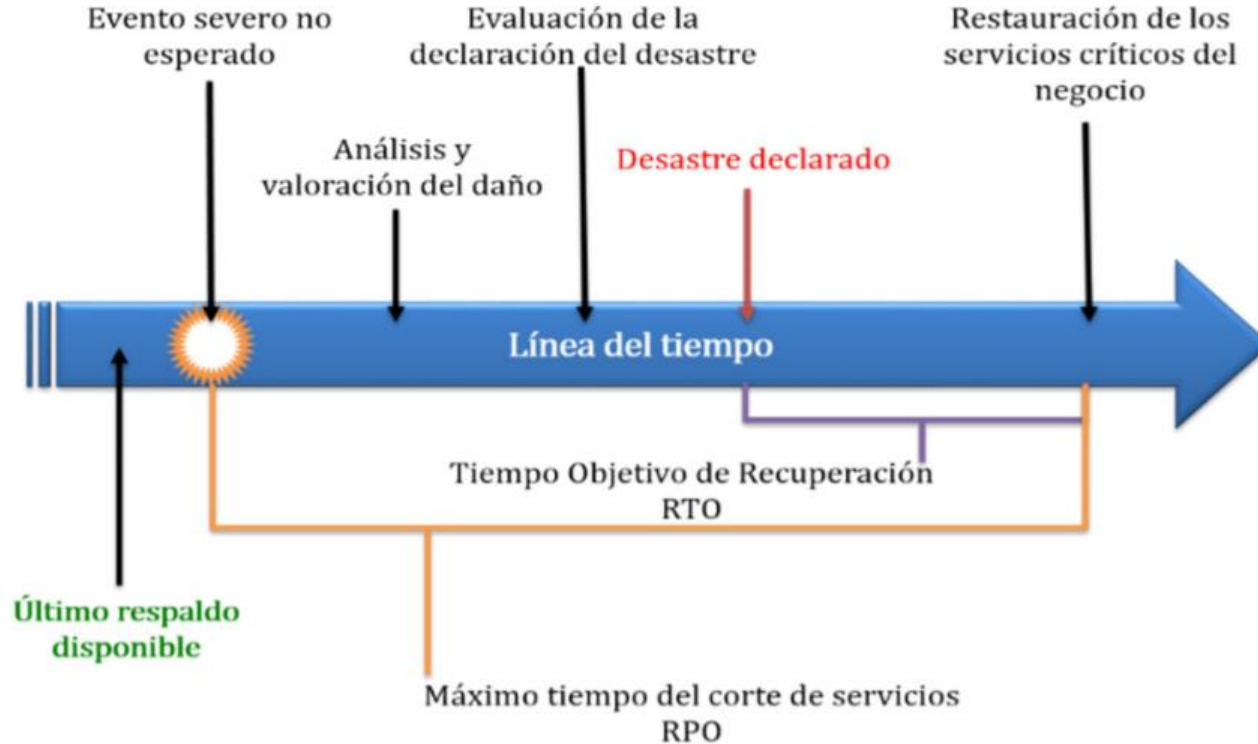 Evento severo no
esperado
Evaluación de la
declaración del desastre
Restauración de los
servicios críticos del
negocio
Análisis y
valoración del daño
Desastre declarado
Línea del tiempo
Tiempo Objetivo de Recuperación
RTO
Último respaldo
disponible
Máximo tiempo del corte de servicios
RPO